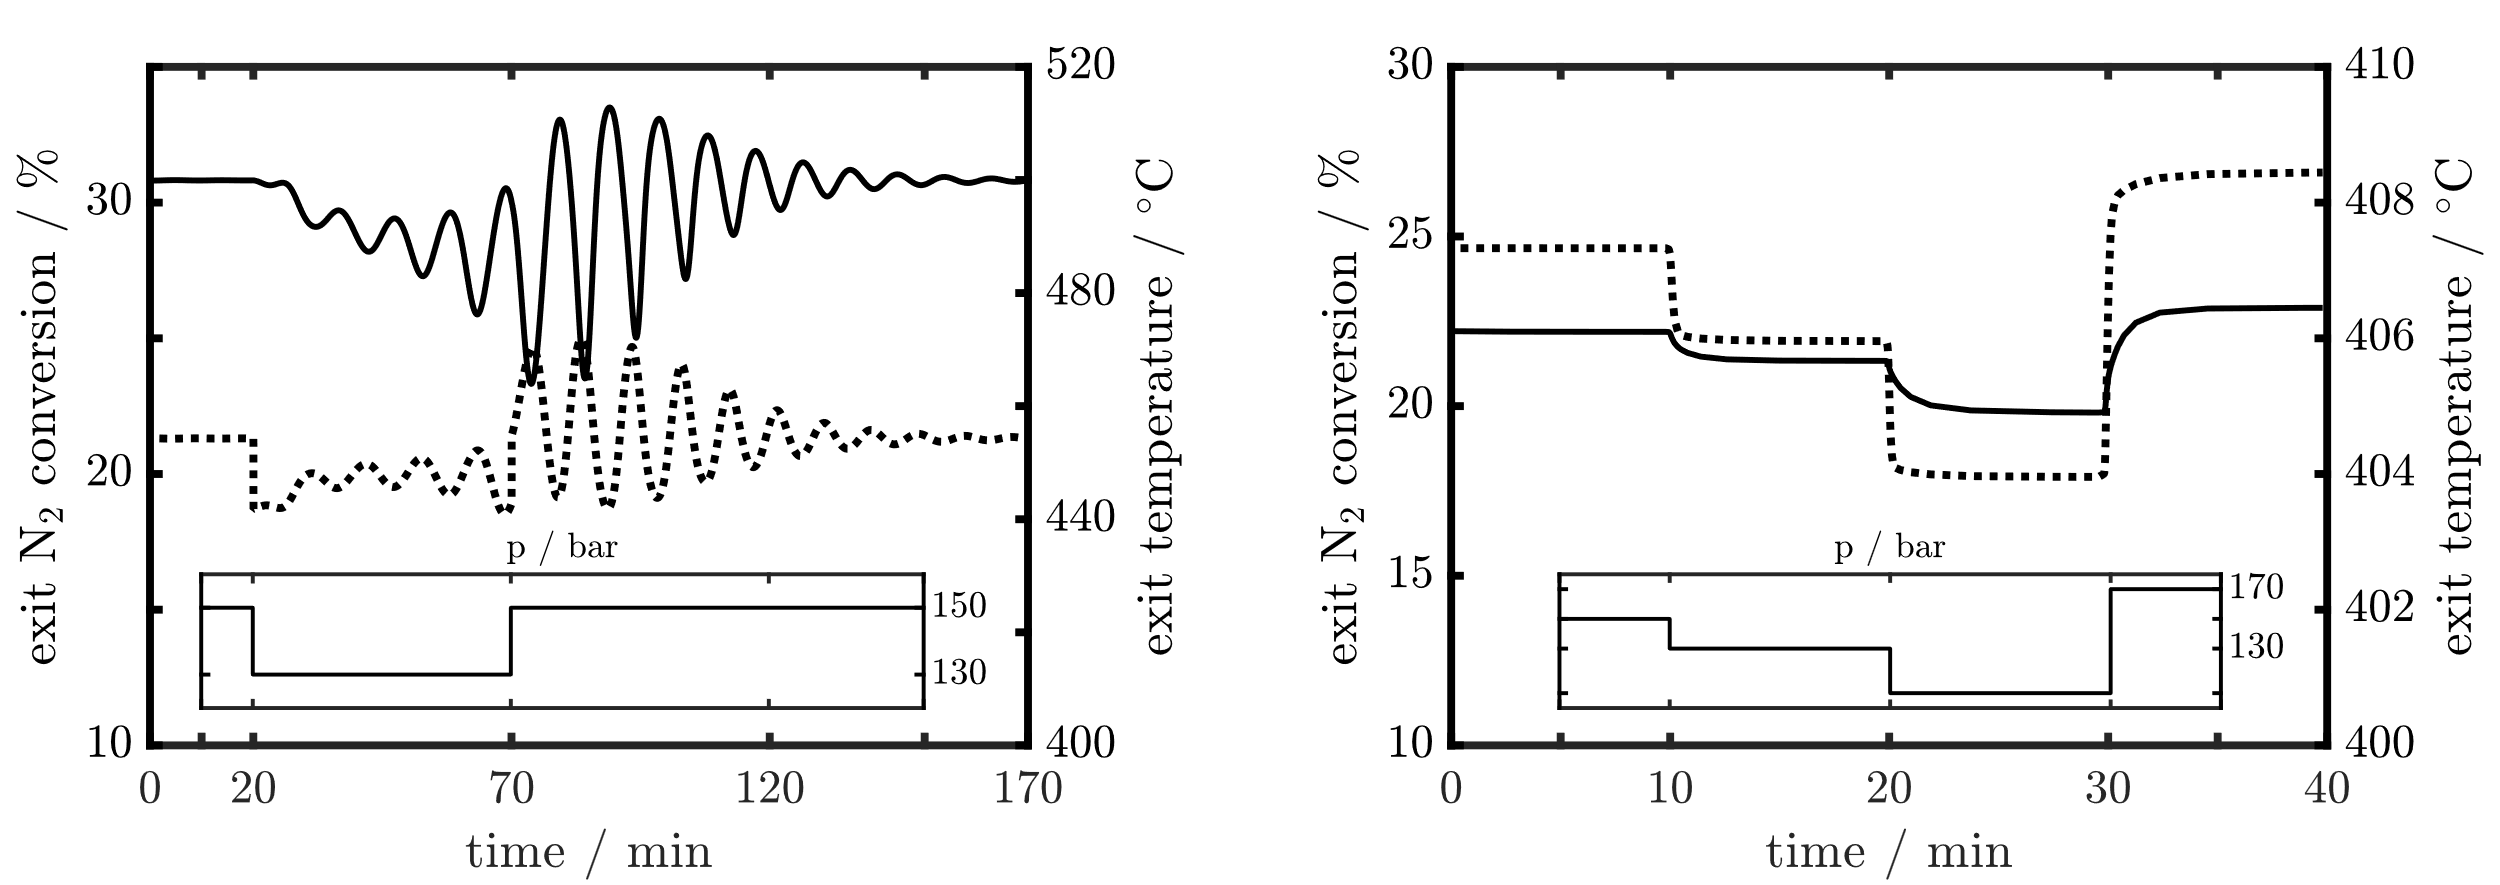 exit N2 conversion / %
30
20
10
520
480
440
400
exit temperature / °C
p / bar
150
130
0 20 70 120 170
time / min
exit N2 conversion / %
30
25
20
15
10
410
408
406
404
402
400
exit temperature / °C
p / bar
170
130
0 10 20 30 40
time / min